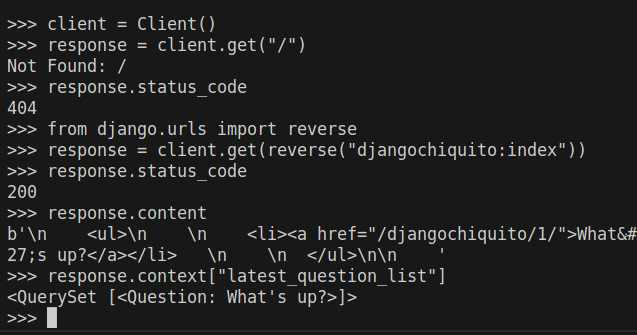 >>> client = Client()
>>> response = client.get("/")
Not Found: /
>>> response.status_code
404
>>> from django.urls import reverse
>>> response = client.get(reverse("djangochiquito:index"))
>>> response.status_code
200
>>> response.content
b'\n    <ul>\n    \n    <li><a href="/djangochiquito/1/">What&#
27;s up?</a></li>   \n    \n  </ul>\n\n    '
>>> response.context["latest_question_list"]
<QuerySet [<Question: What's up?>]>
>>>